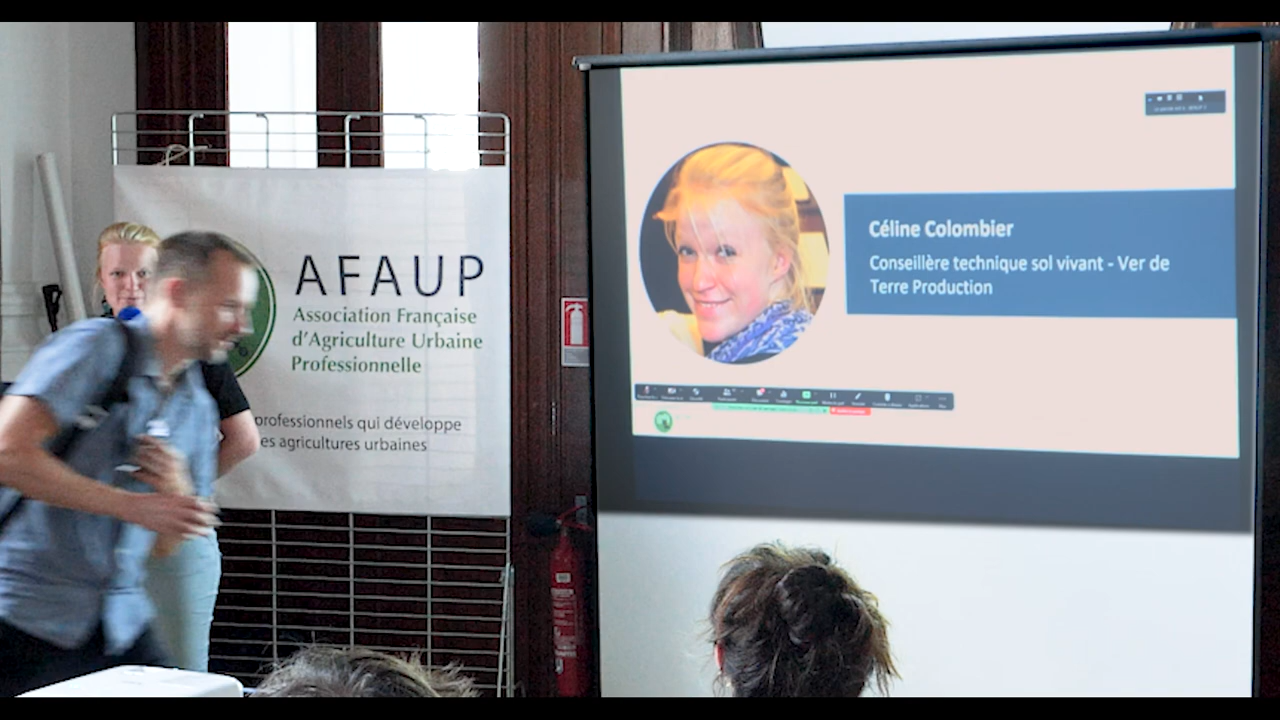 AFAUP
Association Française
d'Agriculture Urbaine
Professionnelle
professionnels qui développe
es agricultures urbaines
Céline Colombier
Conseillère technique sol vivant - Ver de
Terre Production